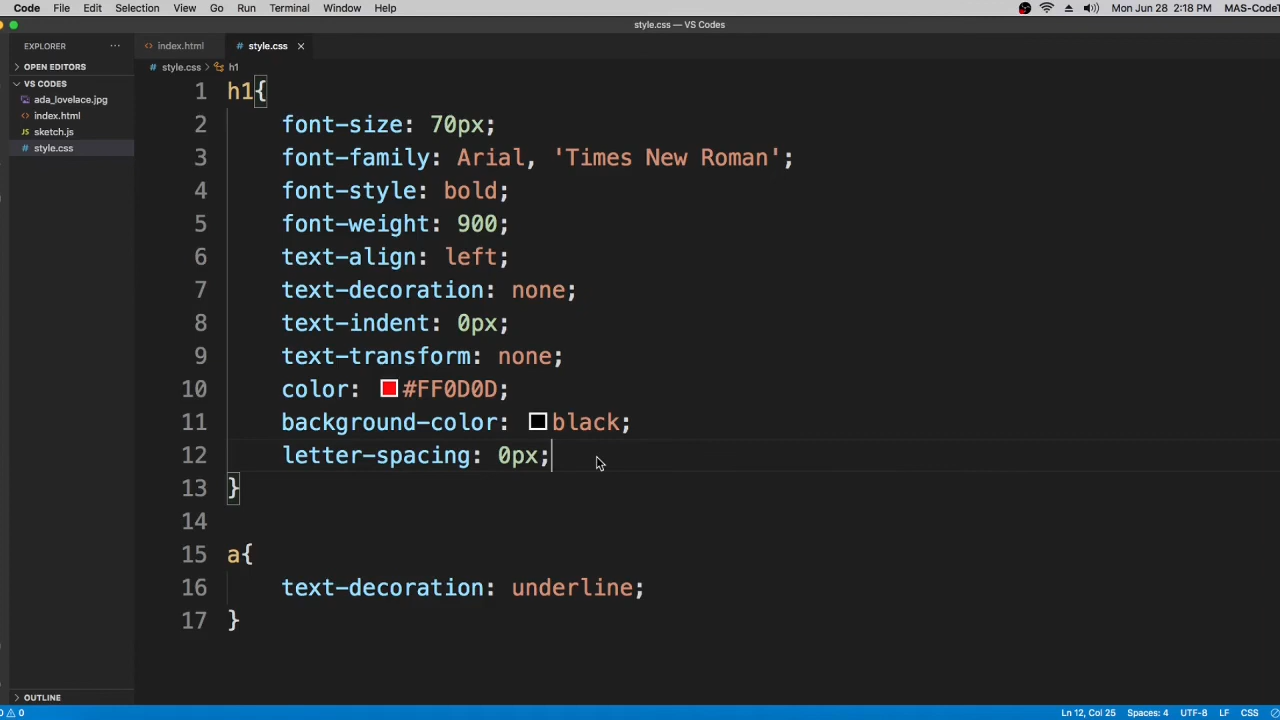 Code File Edit Selection View Go Run Terminal Window Help Mon Jun 28 2:18 PM MAS-CodeT
style.css — VS Codes
EXPLORER ··· index.html style.css ×
OPEN EDITORS style.css > h1
VS CODES
ada_lovelace.jpg
index.html
sketch.js
style.css
1 h1{
2 font-size: 70px;
3 font-family: Arial, 'Times New Roman';
4 font-style: bold;
5 font-weight: 900;
6 text-align: left;
7 text-decoration: none;
8 text-indent: 0px;
9 text-transform: none;
10 color: #FF0D0D;
11 background-color: black;
12 letter-spacing: 0px;
13 }
14
15 a{
16 text-decoration: underline;
17 }
OUTLINE
0 0 Ln 12, Col 25 Spaces: 4 UTF-8 LF CSS